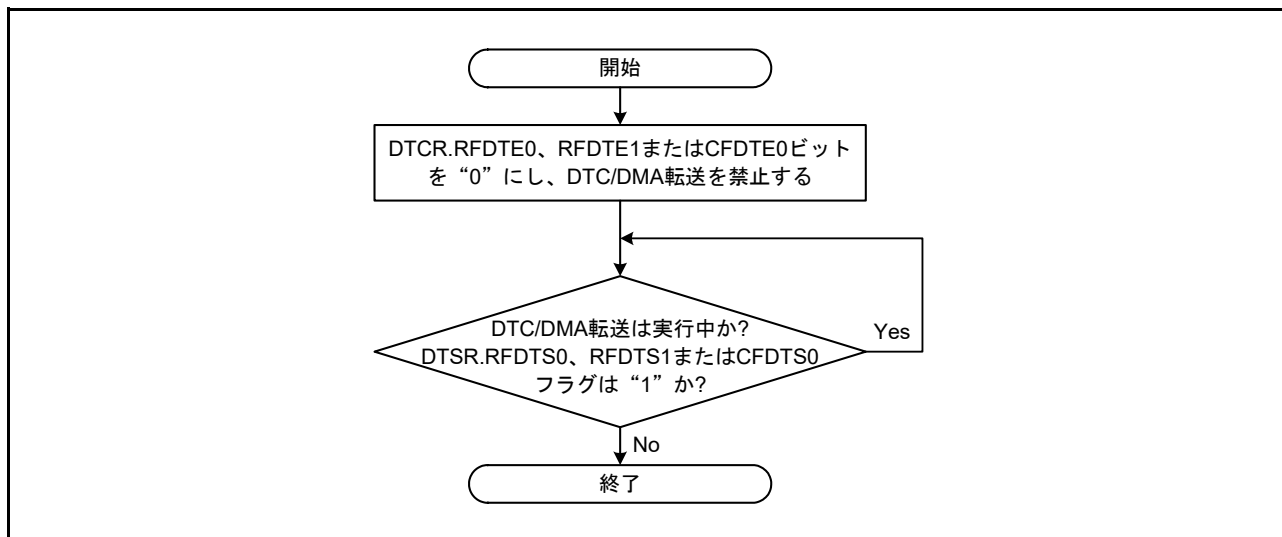 開始
DTCR.RFDTE0、RFDTE1またはCFDTE0ビット
を“0”にし、DTC/DMA転送を禁止する
DTC/DMA転送は実行中か?
DTSR.RFDTS0、RFDTS1またはCFDTS0
フラグは“1”か?
Yes
No
終了